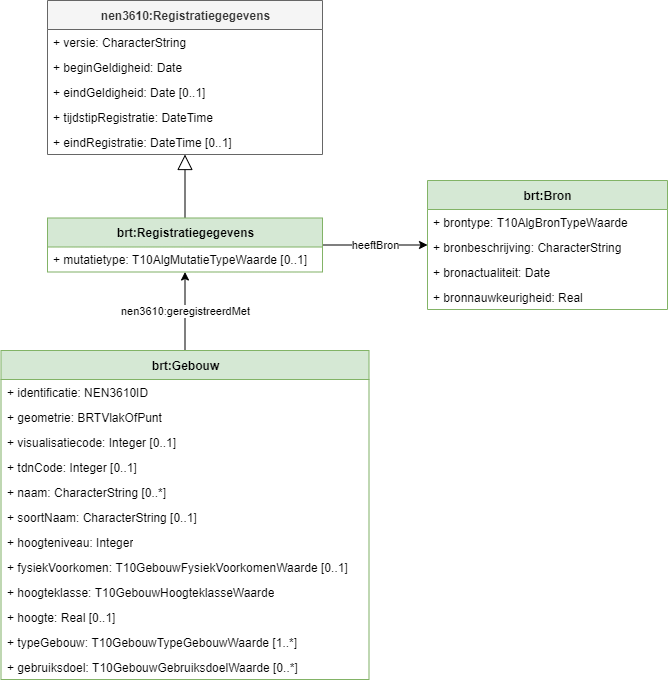 nen3610:Registratiegegevens
+ versie: CharacterString
+ beginGeldigheid: Date
+ eindGeldigheid: Date [0..1]
+ tijdstipRegistratie: DateTime
+ eindRegistratie: DateTime [0..1]
brt:Registratiegegevens
+ mutatietype: T10AlgMutatieTypeWaarde [0..1]
heeftBron
brt:Bron
+ brontype: T10AlgBronTypeWaarde
+ bronbeschrijving: CharacterString
+ bronactualiteit: Date
+ bronnauwkeurigheid: Real
nen3610:geregistreerdMet
brt:Gebouw
+ identificatie: NEN3610ID
+ geometrie: BRTVlakOfPunt
+ visualisatiecode: Integer [0..1]
+ tdnCode: Integer [0..1]
+ naam: CharacterString [0..*]
+ soortNaam: CharacterString [0..1]
+ hoogteniveau: Integer
+ fysiekVoorkomen: T10GebouwFysiekVoorkomenWaarde [0..1]
+ hoogteklasse: T10GebouwHoogteklasseWaarde
+ hoogte: Real [0..1]
+ typeGebouw: T10GebouwTypeGebouwWaarde [1..*]
+ gebruiksdoel: T10GebouwGebruiksdoelWaarde [0..*]